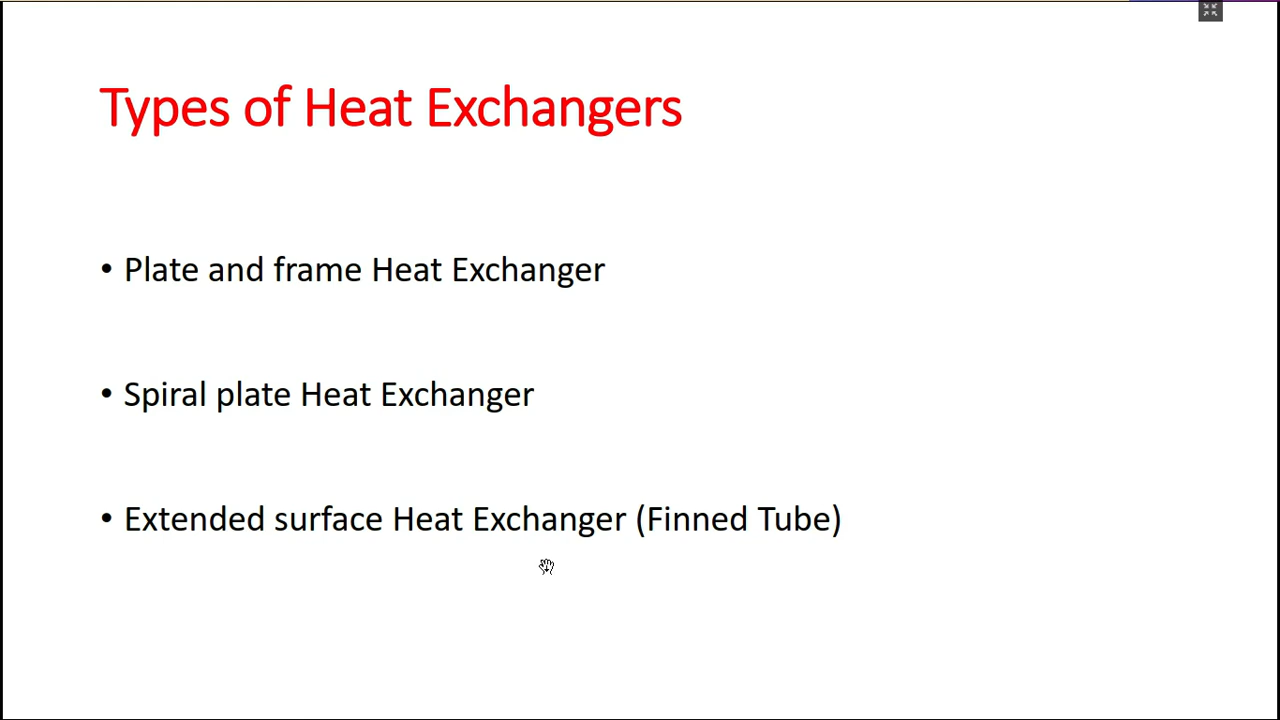 Types of Heat Exchangers
• Plate and frame Heat Exchanger
• Spiral plate Heat Exchanger
• Extended surface Heat Exchanger (Finned Tube)